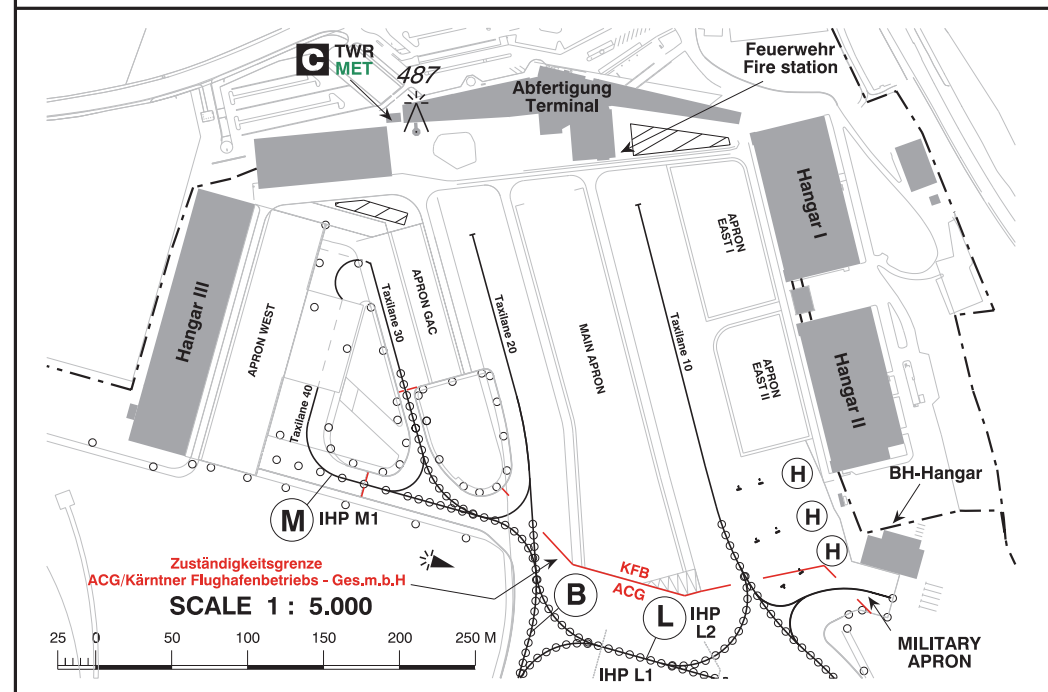 C TWR
MET
487
Feuerwehr
Fire station
Abfertigung
Terminal
Hangar I
Hangar III
APRON WEST
Taxilane 30
APRON GAC
Taxilane 20
MAIN APRON
Taxilane 10
APRON
EAST I
APRON
EAST II
Hangar II
Taxilane 40
H
H
H
BH-Hangar
M IHP M1
Zuständigkeitsgrenze
ACG/Kärntner Flughafenbetriebs - Ges.m.b.H
SCALE 1 : 5.000
KFB
ACG
B
L IHP
L2
IHP L1
MILITARY
APRON
25 0 50 100 150 200 250 M